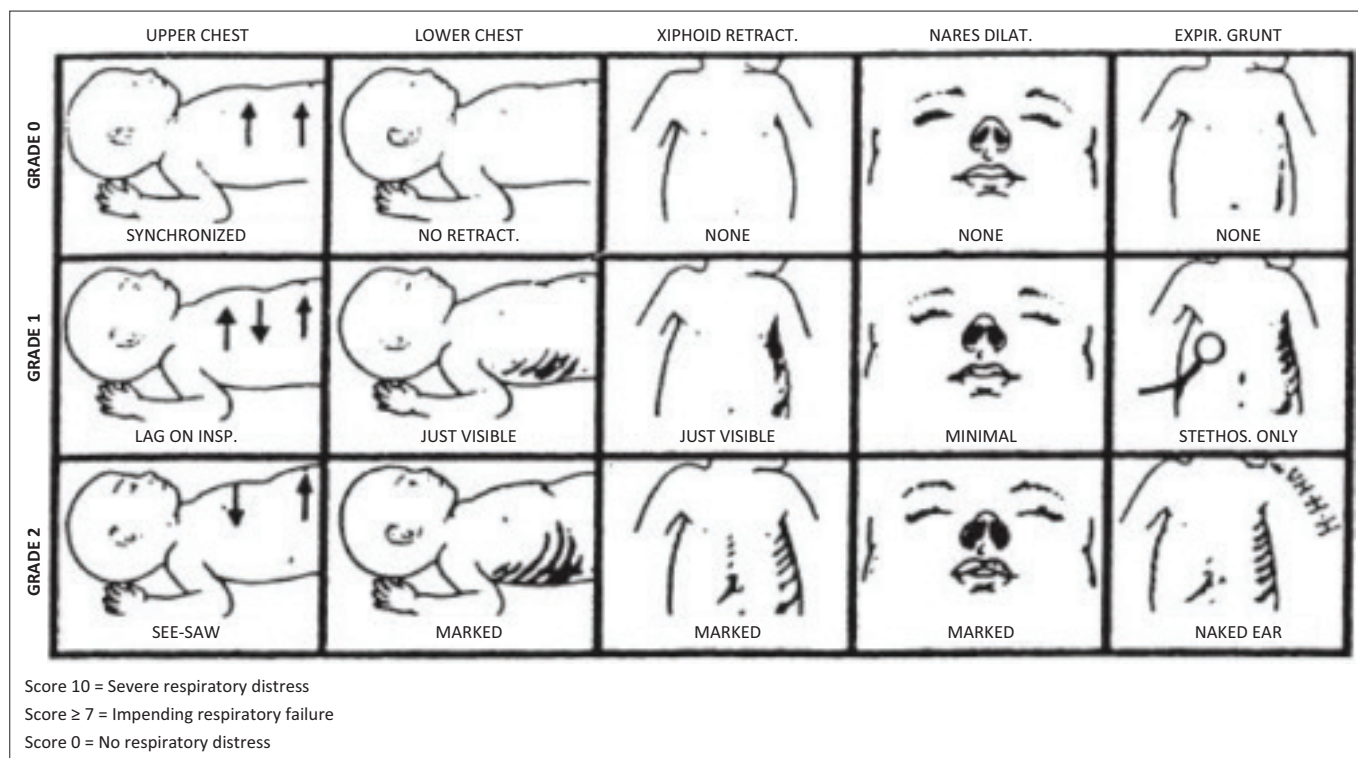 UPPER CHEST LOWER CHEST XIPHOID RETRACT. NARES DILAT. EXPIR. GRUNT
GRADE 0
SYNCHRONIZED NO RETRACT. NONE NONE NONE
GRADE 1
LAG ON INSP. JUST VISIBLE JUST VISIBLE MINIMAL STETHOS. ONLY
GRADE 2
SEE-SAW MARKED MARKED MARKED NAKED EAR
Score 10 = Severe respiratory distress
Score ≥ 7 = Impending respiratory failure
Score 0 = No respiratory distress